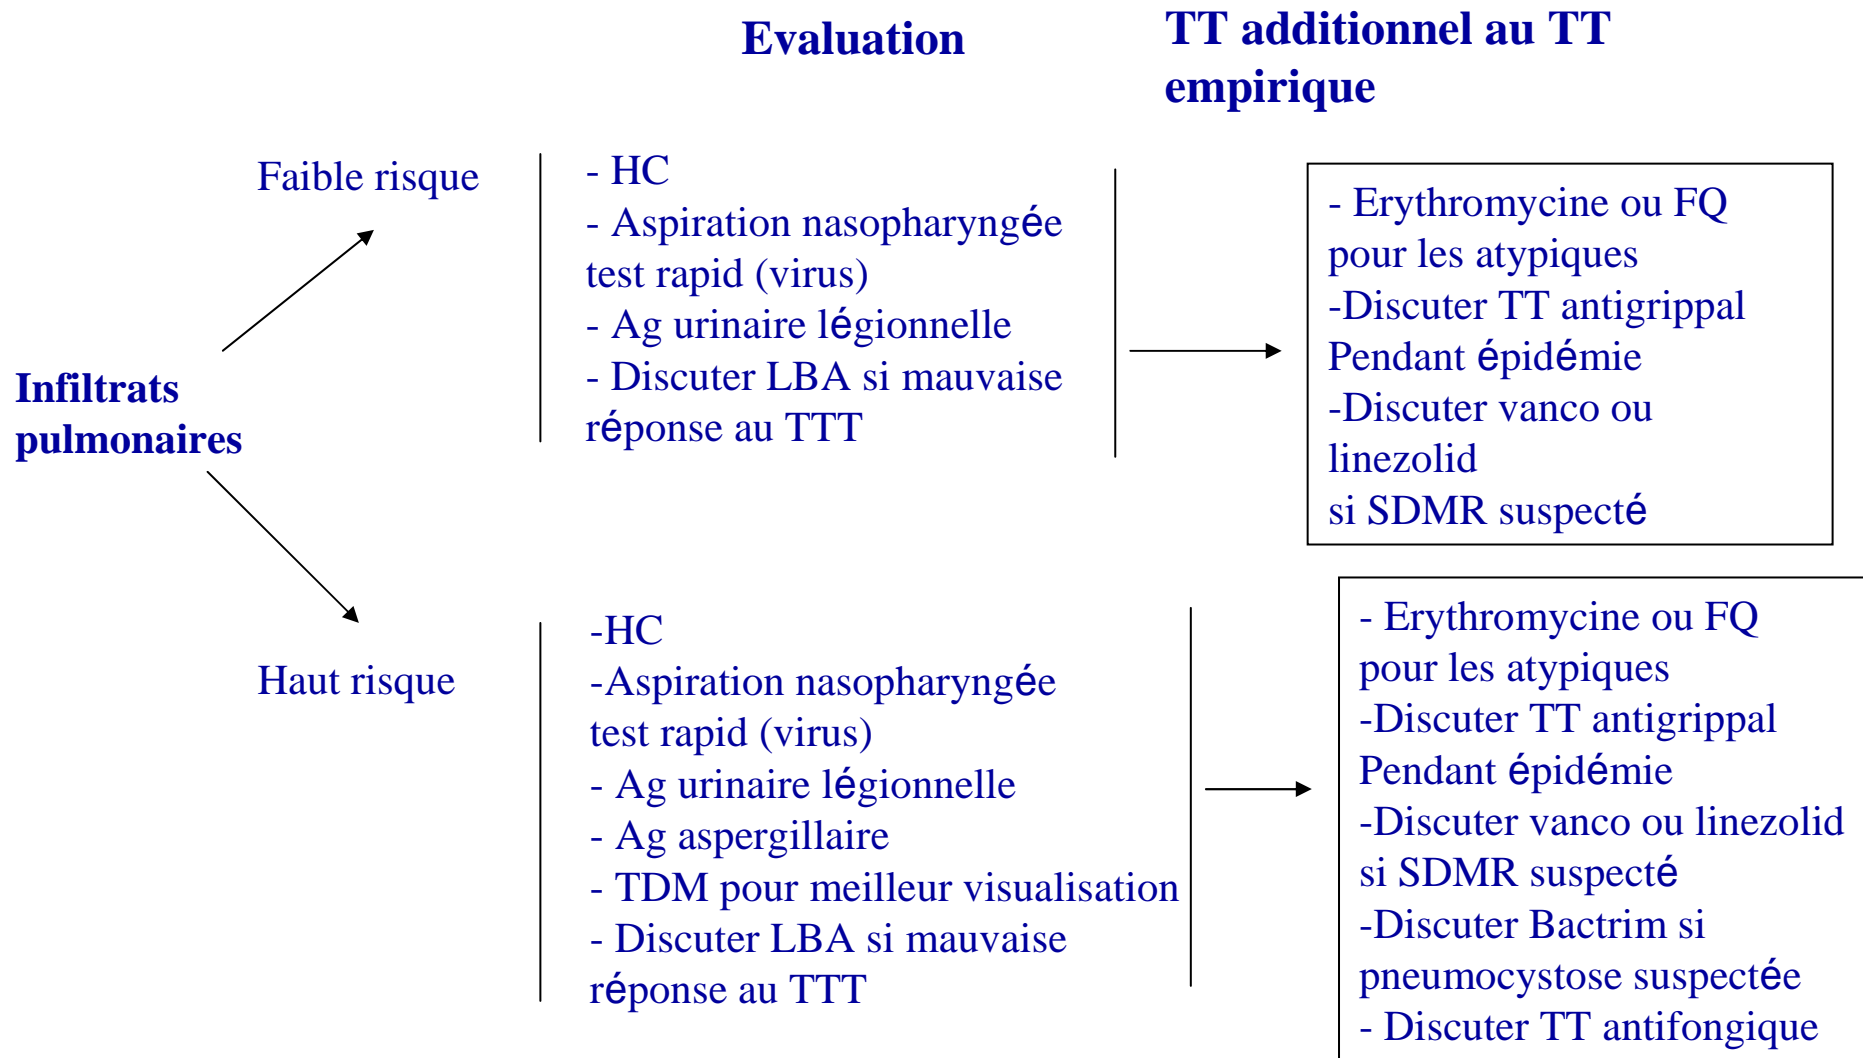 Evaluation
TT additionnel au TT
empirique
Infiltrats
pulmonaires
Faible risque
- HC
- Aspiration nasopharyngée
test rapid (virus)
- Ag urinaire légionnelle
- Discuter LBA si mauvaise
réponse au TTT
- Erythromycine ou FQ
pour les atypiques
-Discuter TT antigrippal
Pendant épidémie
-Discuter vanco ou
linezolid
si SDMR suspecté
Haut risque
-HC
-Aspiration nasopharyngée
test rapid (virus)
- Ag urinaire légionnelle
- Ag aspergillaire
- TDM pour meilleur visualisation
- Discuter LBA si mauvaise
réponse au TTT
- Erythromycine ou FQ
pour les atypiques
-Discuter TT antigrippal
Pendant épidémie
-Discuter vanco ou linezolid
si SDMR suspecté
-Discuter Bactrim si
pneumocystose suspectée
- Discuter TT antifongique